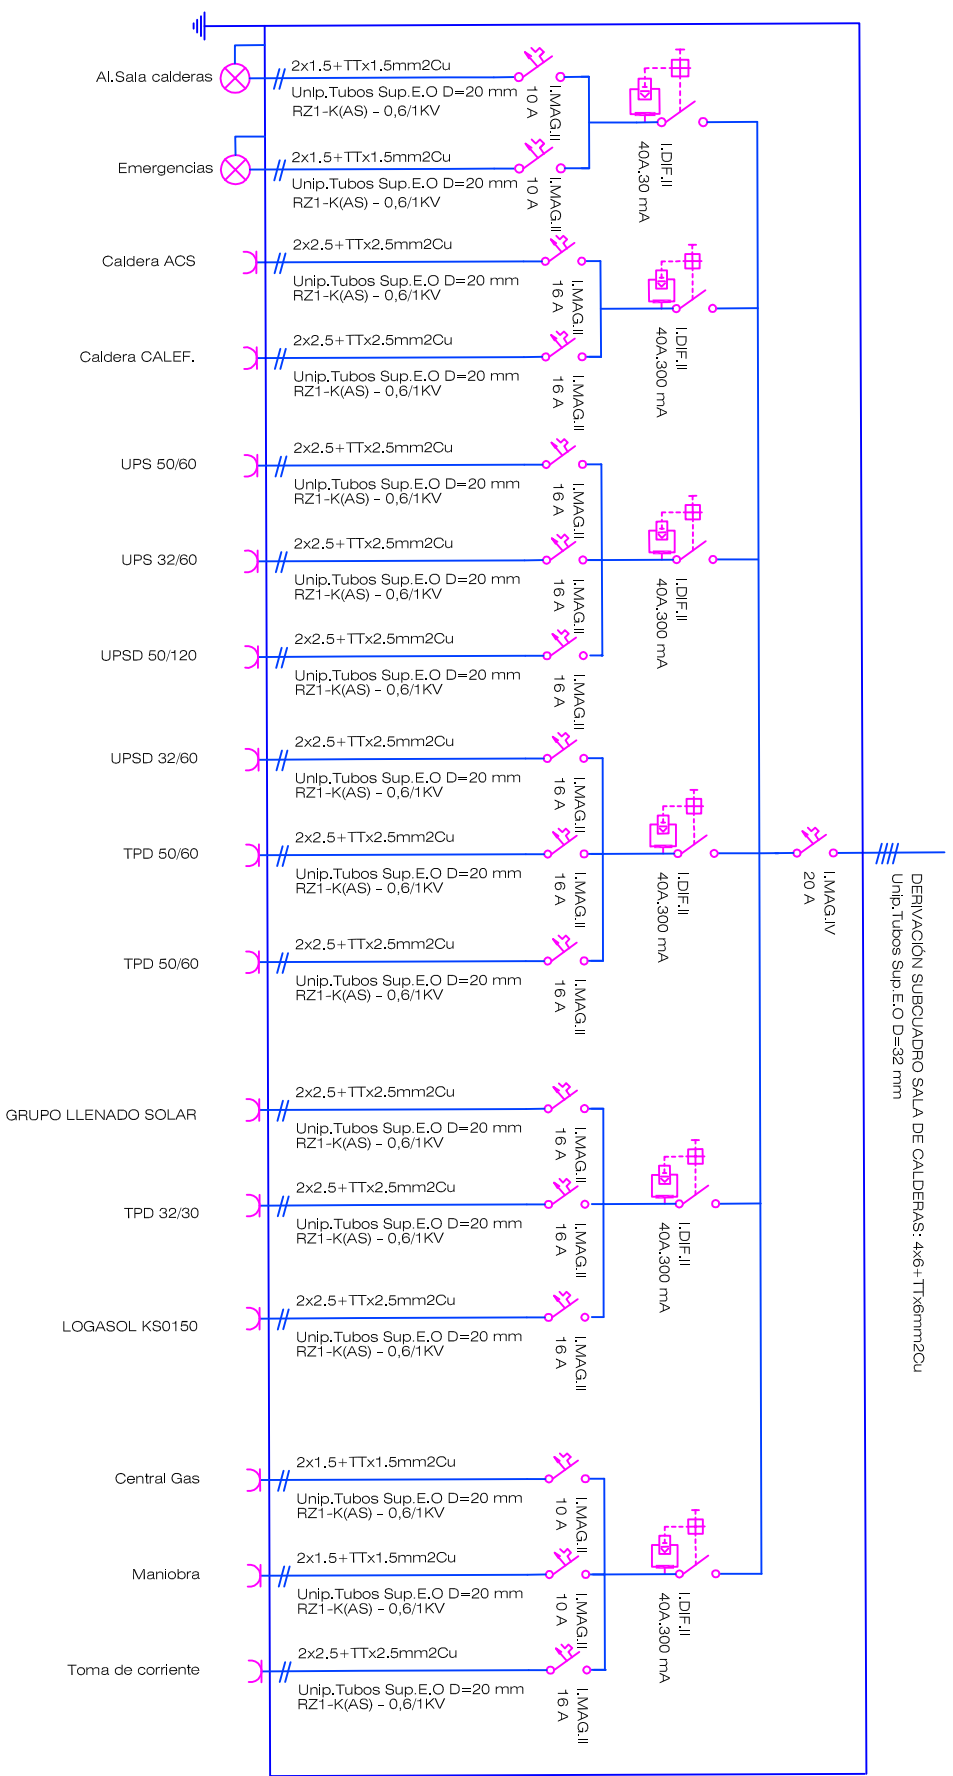 Al.Sala calderas
2x1.5+TTx1.5mm2Cu
Unip.Tubos Sup.E.O D=20 mm
RZ1-K(AS) - 0,6/1KV
10 A
I.MAG.II
I.DIF.II
40A.30 mA
Emergencias
2x1.5+TTx1.5mm2Cu
Unip.Tubos Sup.E.O D=20 mm
RZ1-K(AS) - 0,6/1KV
10 A
I.MAG.II
Caldera ACS
2x2.5+TTx2.5mm2Cu
Unip.Tubos Sup.E.O D=20 mm
RZ1-K(AS) - 0,6/1KV
16 A
I.MAG.II
I.DIF.II
40A.300 mA
Caldera CALEF.
2x2.5+TTx2.5mm2Cu
Unip.Tubos Sup.E.O D=20 mm
RZ1-K(AS) - 0,6/1KV
16 A
I.MAG.II
UPS 50/60
2x2.5+TTx2.5mm2Cu
Unip.Tubos Sup.E.O D=20 mm
RZ1-K(AS) - 0,6/1KV
16 A
I.MAG.II
UPS 32/60
2x2.5+TTx2.5mm2Cu
Unip.Tubos Sup.E.O D=20 mm
RZ1-K(AS) - 0,6/1KV
16 A
I.MAG.II
I.DIF.II
40A.300 mA
UPSD 50/120
2x2.5+TTx2.5mm2Cu
Unip.Tubos Sup.E.O D=20 mm
RZ1-K(AS) - 0,6/1KV
16 A
I.MAG.II
UPSD 32/60
2x2.5+TTx2.5mm2Cu
Unip.Tubos Sup.E.O D=20 mm
RZ1-K(AS) - 0,6/1KV
16 A
I.MAG.II
TPD 50/60
2x2.5+TTx2.5mm2Cu
Unip.Tubos Sup.E.O D=20 mm
RZ1-K(AS) - 0,6/1KV
16 A
I.MAG.II
I.DIF.II
40A.300 mA
I.MAG.IV
20 A
DERIVACIÓN SUBCUADRO SALA DE CALDERAS: 4x6+TTx6mm2Cu
Unip.Tubos Sup.E.O D=32 mm
TPD 50/60
2x2.5+TTx2.5mm2Cu
Unip.Tubos Sup.E.O D=20 mm
RZ1-K(AS) - 0,6/1KV
16 A
I.MAG.II
GRUPO LLENADO SOLAR
2x2.5+TTx2.5mm2Cu
Unip.Tubos Sup.E.O D=20 mm
RZ1-K(AS) - 0,6/1KV
16 A
I.MAG.II
TPD 32/30
2x2.5+TTx2.5mm2Cu
Unip.Tubos Sup.E.O D=20 mm
RZ1-K(AS) - 0,6/1KV
16 A
I.MAG.II
I.DIF.II
40A.300 mA
LOGASOL KS0150
2x2.5+TTx2.5mm2Cu
Unip.Tubos Sup.E.O D=20 mm
RZ1-K(AS) - 0,6/1KV
16 A
I.MAG.II
Central Gas
2x1.5+TTx1.5mm2Cu
Unip.Tubos Sup.E.O D=20 mm
RZ1-K(AS) - 0,6/1KV
10 A
I.MAG.II
Maniobra
2x1.5+TTx1.5mm2Cu
Unip.Tubos Sup.E.O D=20 mm
RZ1-K(AS) - 0,6/1KV
10 A
I.MAG.II
I.DIF.II
40A.300 mA
Toma de corriente
2x2.5+TTx2.5mm2Cu
Unip.Tubos Sup.E.O D=20 mm
RZ1-K(AS) - 0,6/1KV
16 A
I.MAG.II